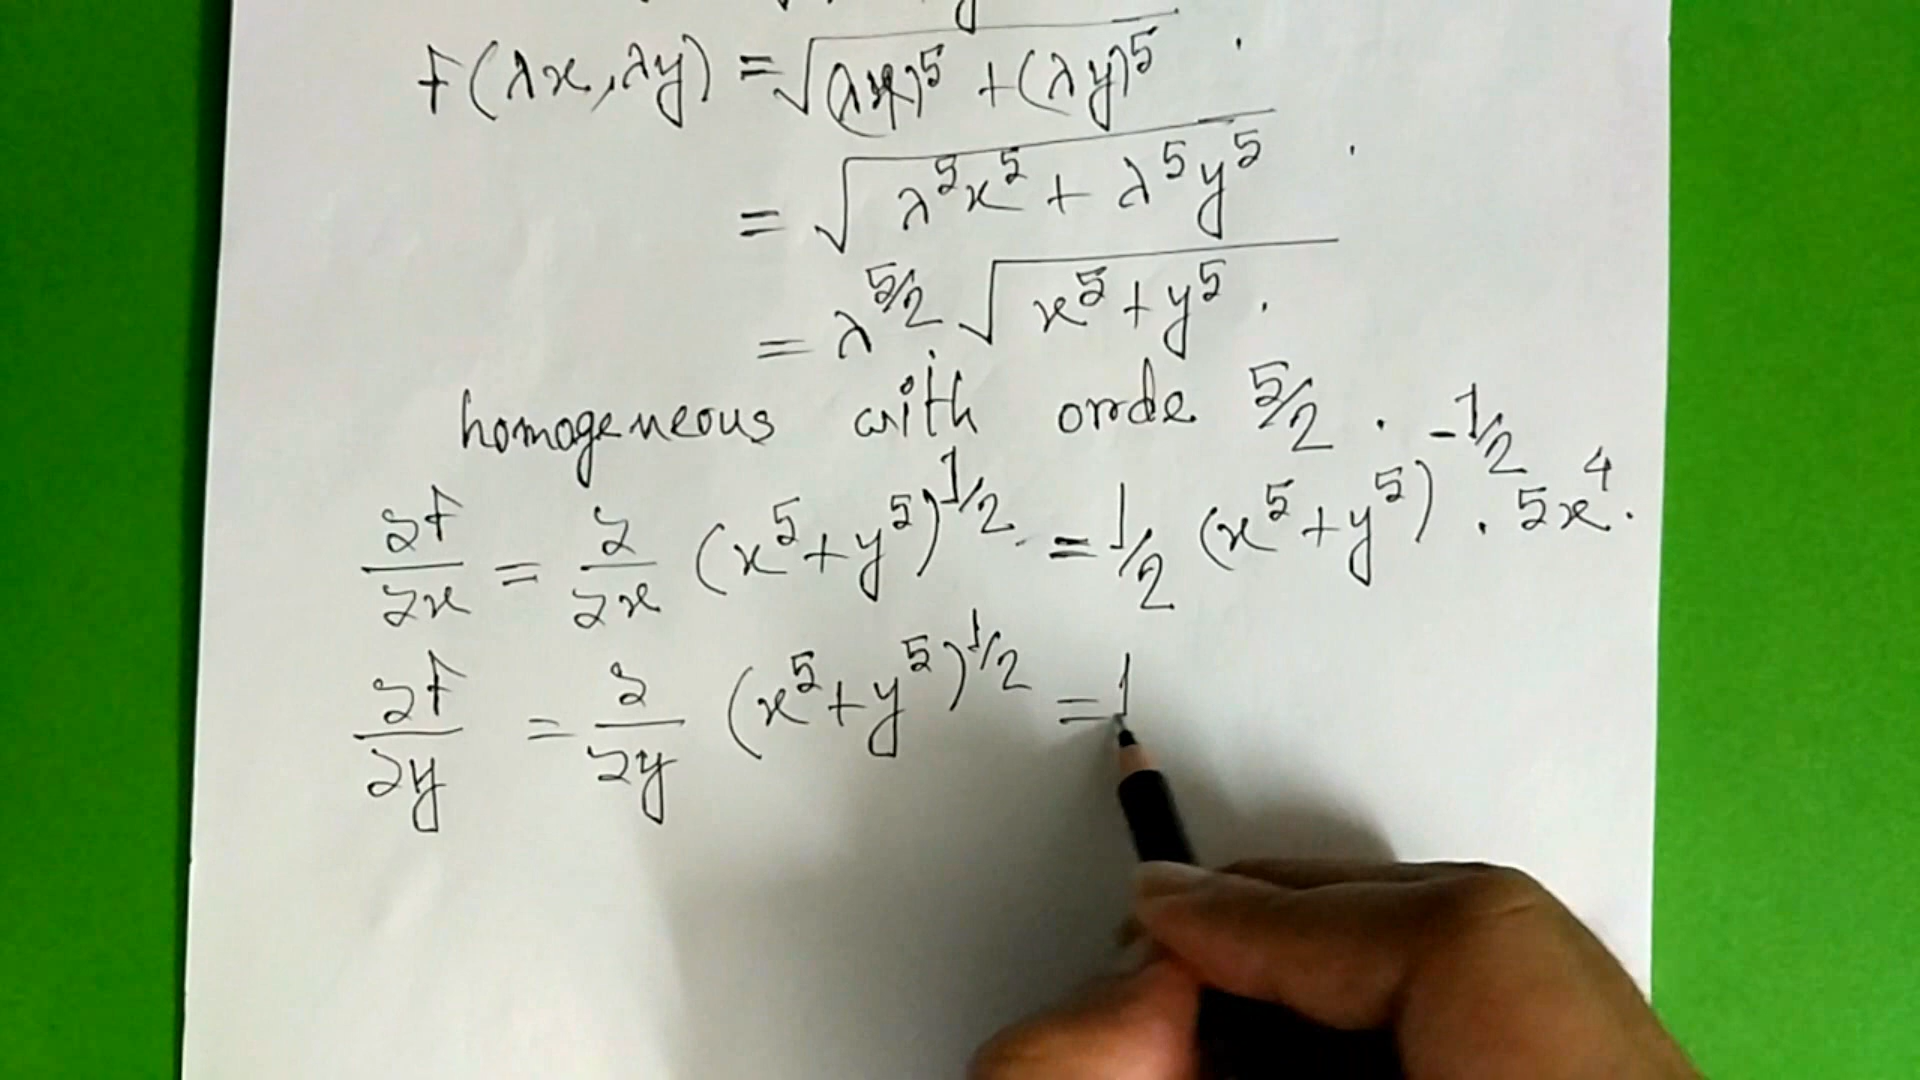 F(λx, λy) = √(λx)⁵ + (λy)⁵ .
= √λ⁵x⁵ + λ⁵y⁵ .
= λ^5/2 √x⁵ + y⁵ .
homogeneous with orde 5/2 .
∂F/∂x = ∂/∂x (x⁵ + y⁵)^1/2 . = 1/2 (x⁵ + y⁵)^-1/2 . 5x⁴ .
∂F/∂y = ∂/∂y (x⁵ + y⁵)^1/2 = 1